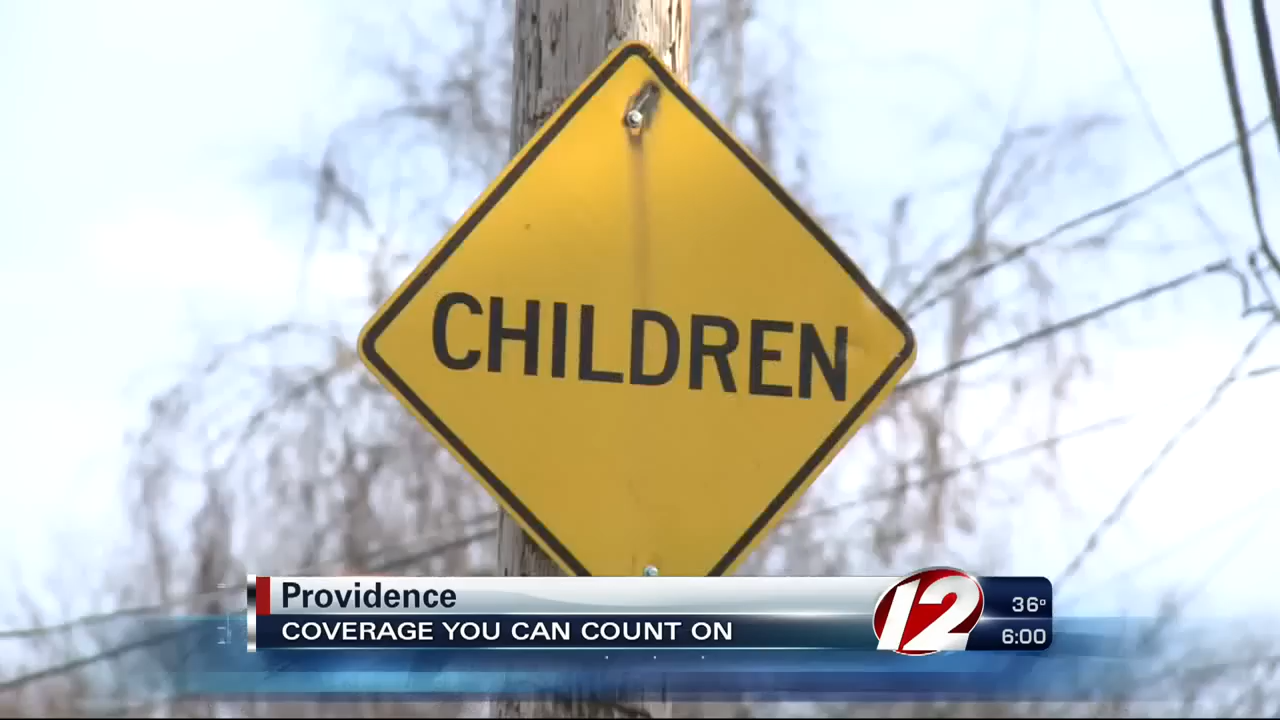 CHILDREN
Providence
COVERAGE YOU CAN COUNT ON
12
36°
6:00